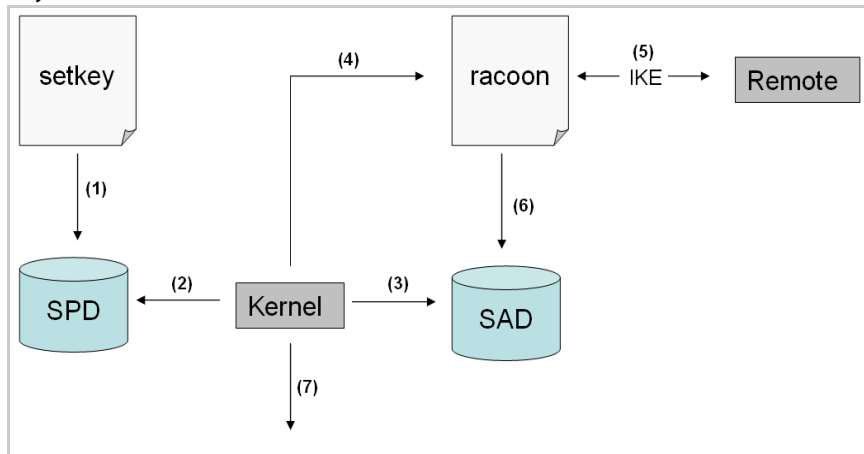 setkey
(4)
racoon
(5)
IKE
Remote
(1)
(6)
SPD
(2)
Kernel
(3)
SAD
(7)